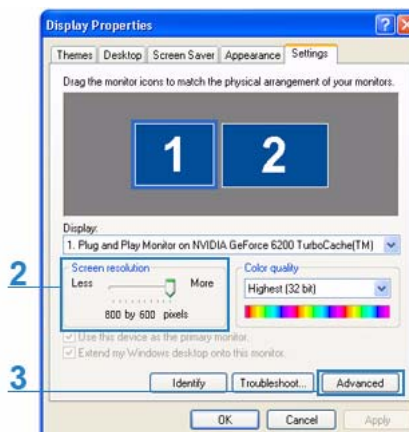 Display Properties
Themes Desktop Screen Saver Appearance Settings
Drag the monitor icons to match the physical arrangement of your monitors.
1 2
Display:
1. Plug and Play Monitor on NVIDIA GeForce 6200 TurboCache(TM)
2
Screen resolution
Less More
800 by 600 pixels
Color quality
Highest (32 bit)
Use this device as the primary monitor.
Extend my Windows desktop onto this monitor.
3
Identify Troubleshoot... Advanced
OK Cancel Apply